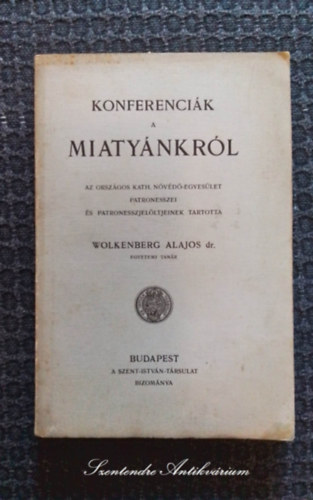 KONFERENCIÁK
A
MIATYÁNKRÓL
AZ ORSZÁGOS KATH. NŐVÉDŐ-EGYESÜLET
PATRONESSZEI
ÉS PATRONESSZJELÖLTJEINEK TARTOTTA
WOLKENBERG ALAJOS dr.
EGYETEMI TANÁR
BUDAPEST
A SZENT-ISTVÁN-TÁRSULAT
BIZOMÁNYA
Szentendre Antikvárium